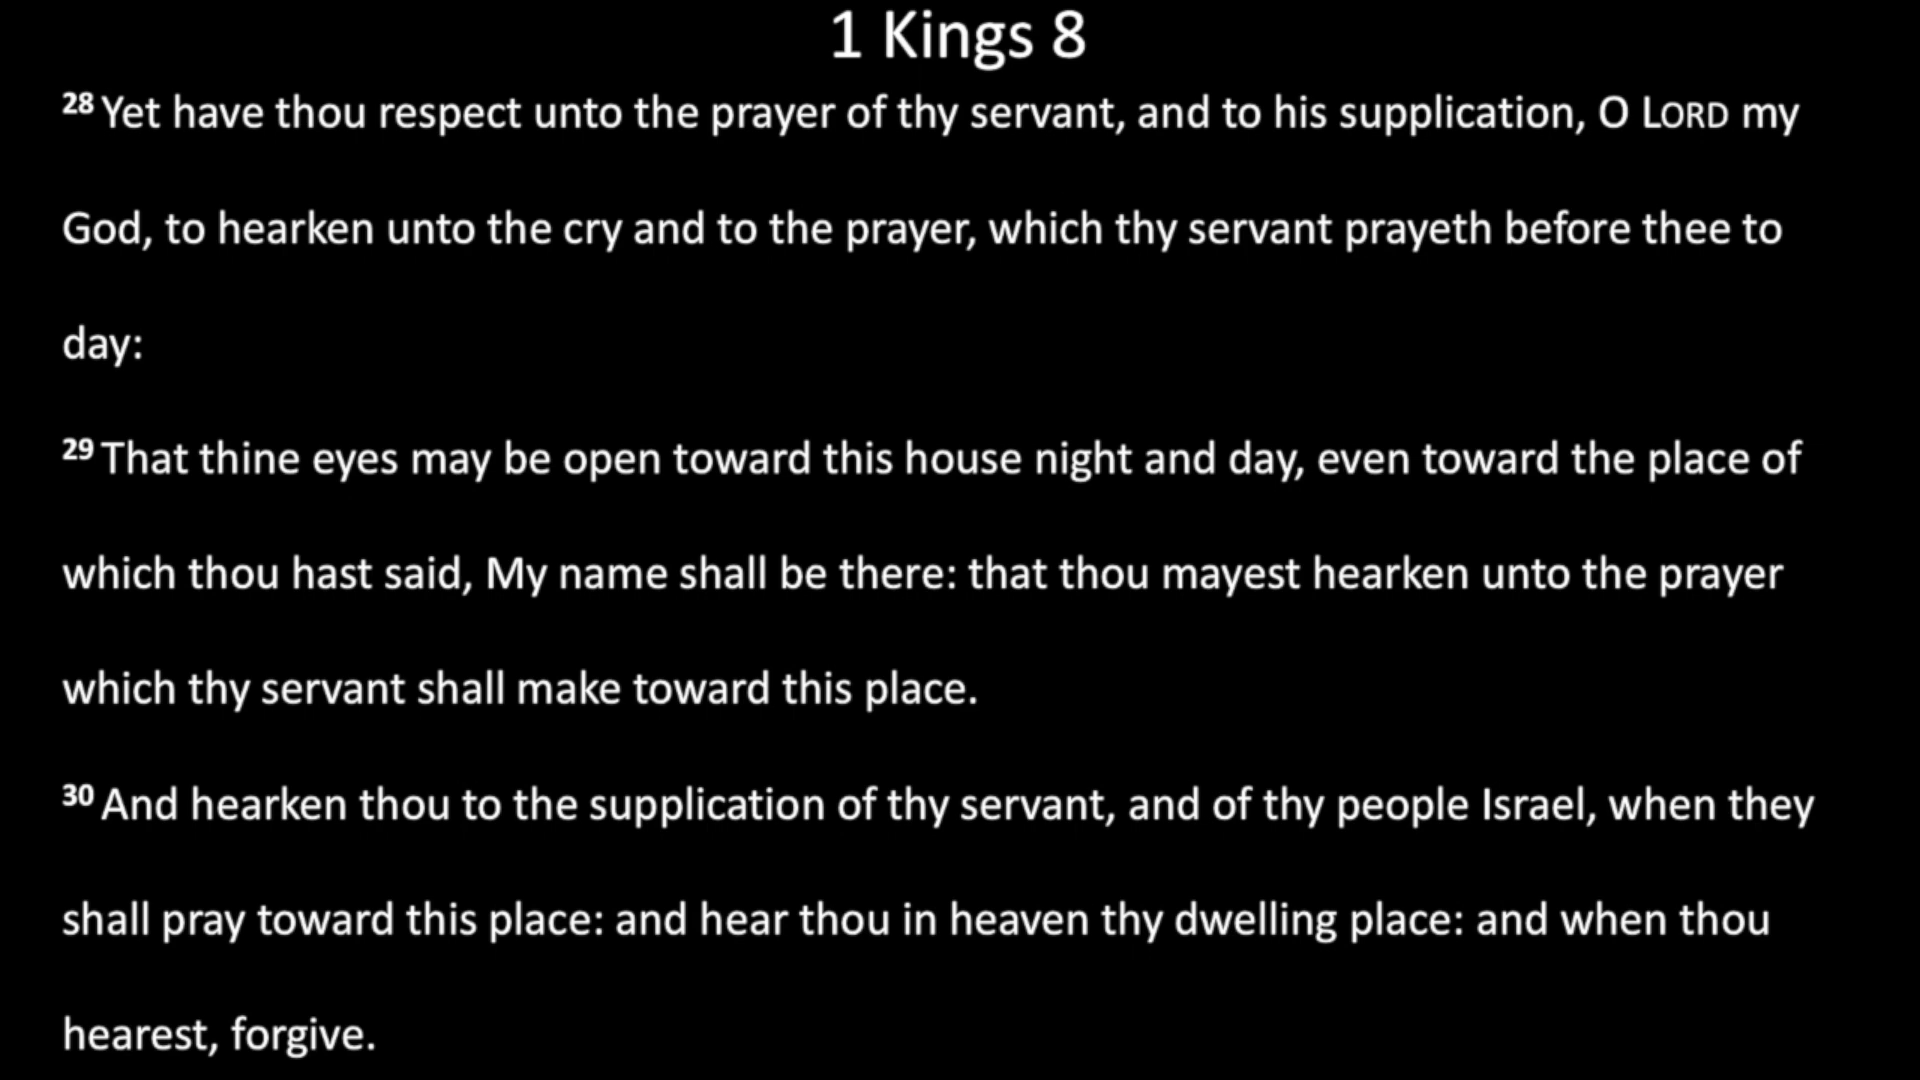 1 Kings 8
28 Yet have thou respect unto the prayer of thy servant, and to his supplication, O LORD my
God, to hearken unto the cry and to the prayer, which thy servant prayeth before thee to
day:
29 That thine eyes may be open toward this house night and day, even toward the place of
which thou hast said, My name shall be there: that thou mayest hearken unto the prayer
which thy servant shall make toward this place.
30 And hearken thou to the supplication of thy servant, and of thy people Israel, when they
shall pray toward this place: and hear thou in heaven thy dwelling place: and when thou
hearest, forgive.